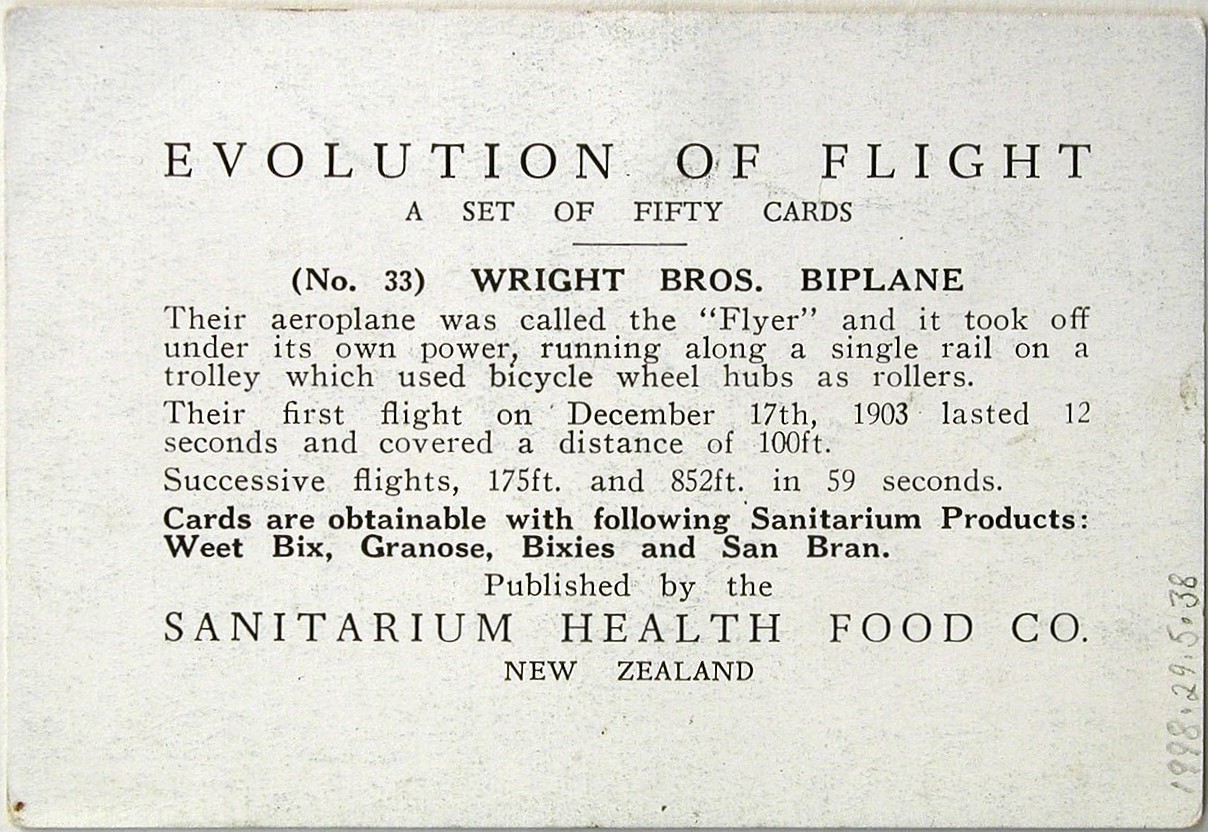 EVOLUTION OF FLIGHT
A SET OF FIFTY CARDS
(No. 33) WRIGHT BROS. BIPLANE
Their aeroplane was called the “Flyer” and it took off
under its own power, running along a single rail on a
trolley which used bicycle wheel hubs as rollers.
Their first flight on December 17th, 1903 lasted 12
seconds and covered a distance of 100ft.
Successive flights, 175ft. and 852ft. in 59 seconds.
Cards are obtainable with following Sanitarium Products:
Weet Bix, Granose, Bixies and San Bran.
Published by the
SANITARIUM HEALTH FOOD CO.
NEW ZEALAND
1998.29.5.38